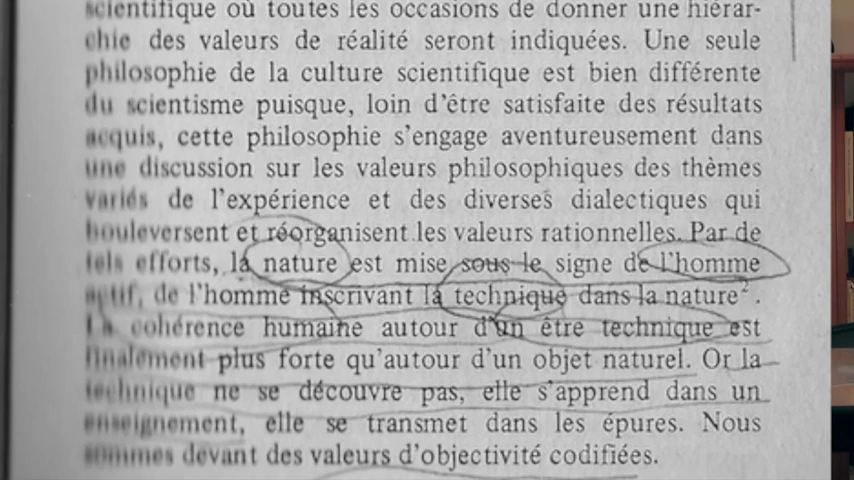 scientifique où toutes les occasions de donner une hiérar-
chie des valeurs de réalité seront indiquées. Une seule
philosophie de la culture scientifique est bien différente
du scientisme puisque, loin d'être satisfaite des résultats
acquis, cette philosophie s'engage aventureusement dans
une discussion sur les valeurs philosophiques des thèmes
variés de l'expérience et des diverses dialectiques qui
bouleversent et réorganisent les valeurs rationnelles. Par de
tels efforts, la nature est mise sous le signe de l'homme
actif, de l'homme inscrivant la technique dans la nature².
La cohérence humaine autour d'un être technique est
finalement plus forte qu'autour d'un objet naturel. Or la
technique ne se découvre pas, elle s'apprend dans un
enseignement, elle se transmet dans les épures. Nous
sommes devant des valeurs d'objectivité codifiées.